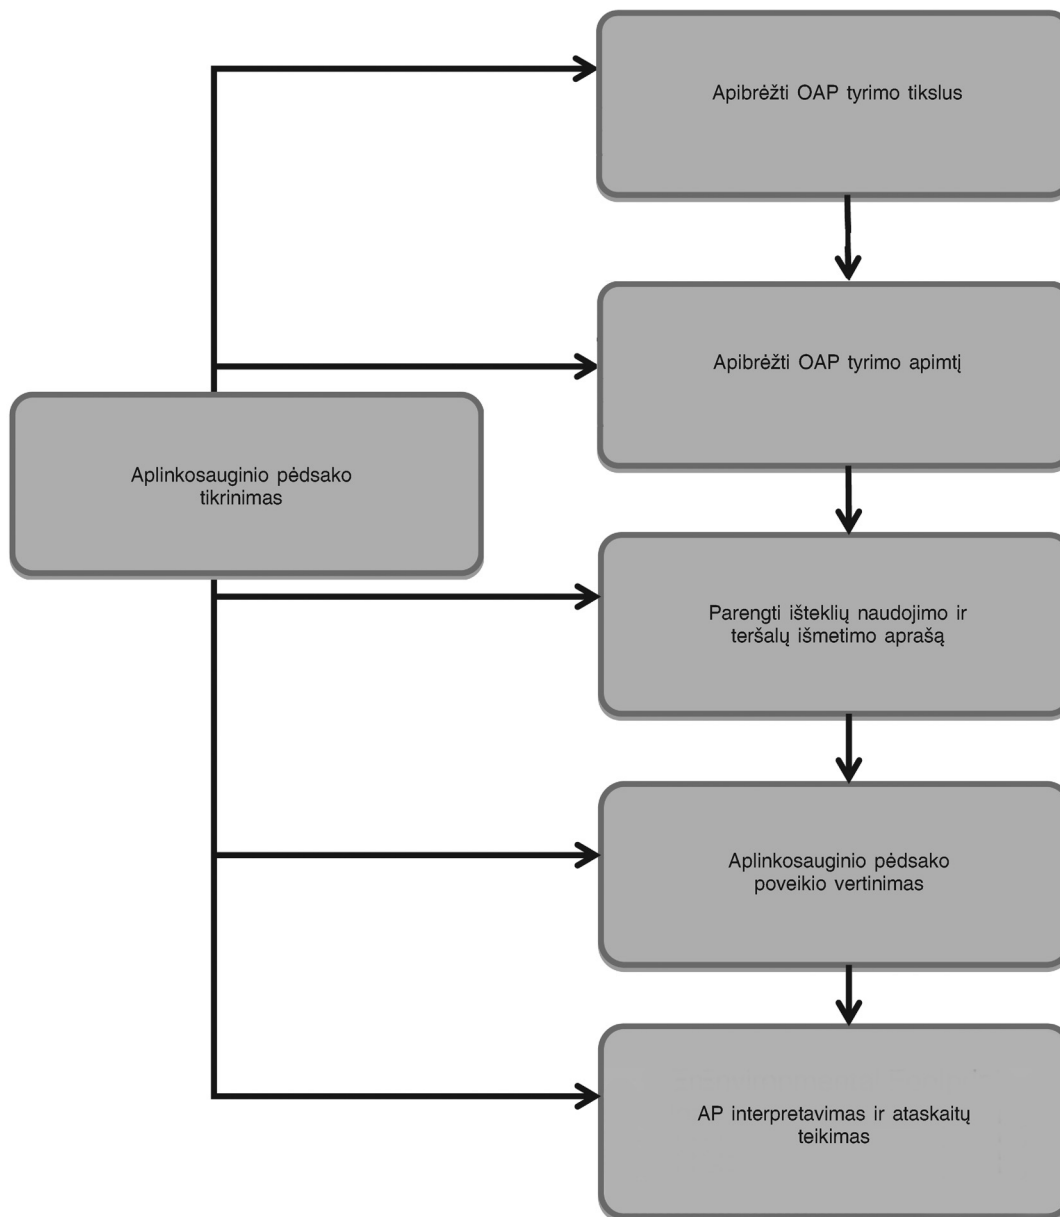 Apibrėžti OAP tyrimo tikslus
Apibrėžti OAP tyrimo apimtį
Aplinkosauginio pėdsako
tikrinimas
Parengti išteklių naudojimo ir
teršalų išmetimo aprašą
Aplinkosauginio pėdsako
poveikio vertinimas
AP interpretavimas ir ataskaitų
teikimas